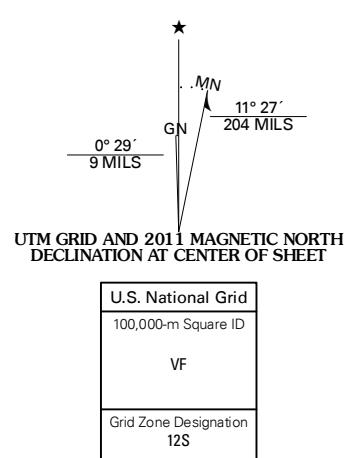 ★
MN
GN
11° 27´
204 MILS
0° 29´
9 MILS
UTM GRID AND 2011 MAGNETIC NORTH
DECLINATION AT CENTER OF SHEET
U.S. National Grid
100,000-m Square ID
VF
Grid Zone Designation
12S